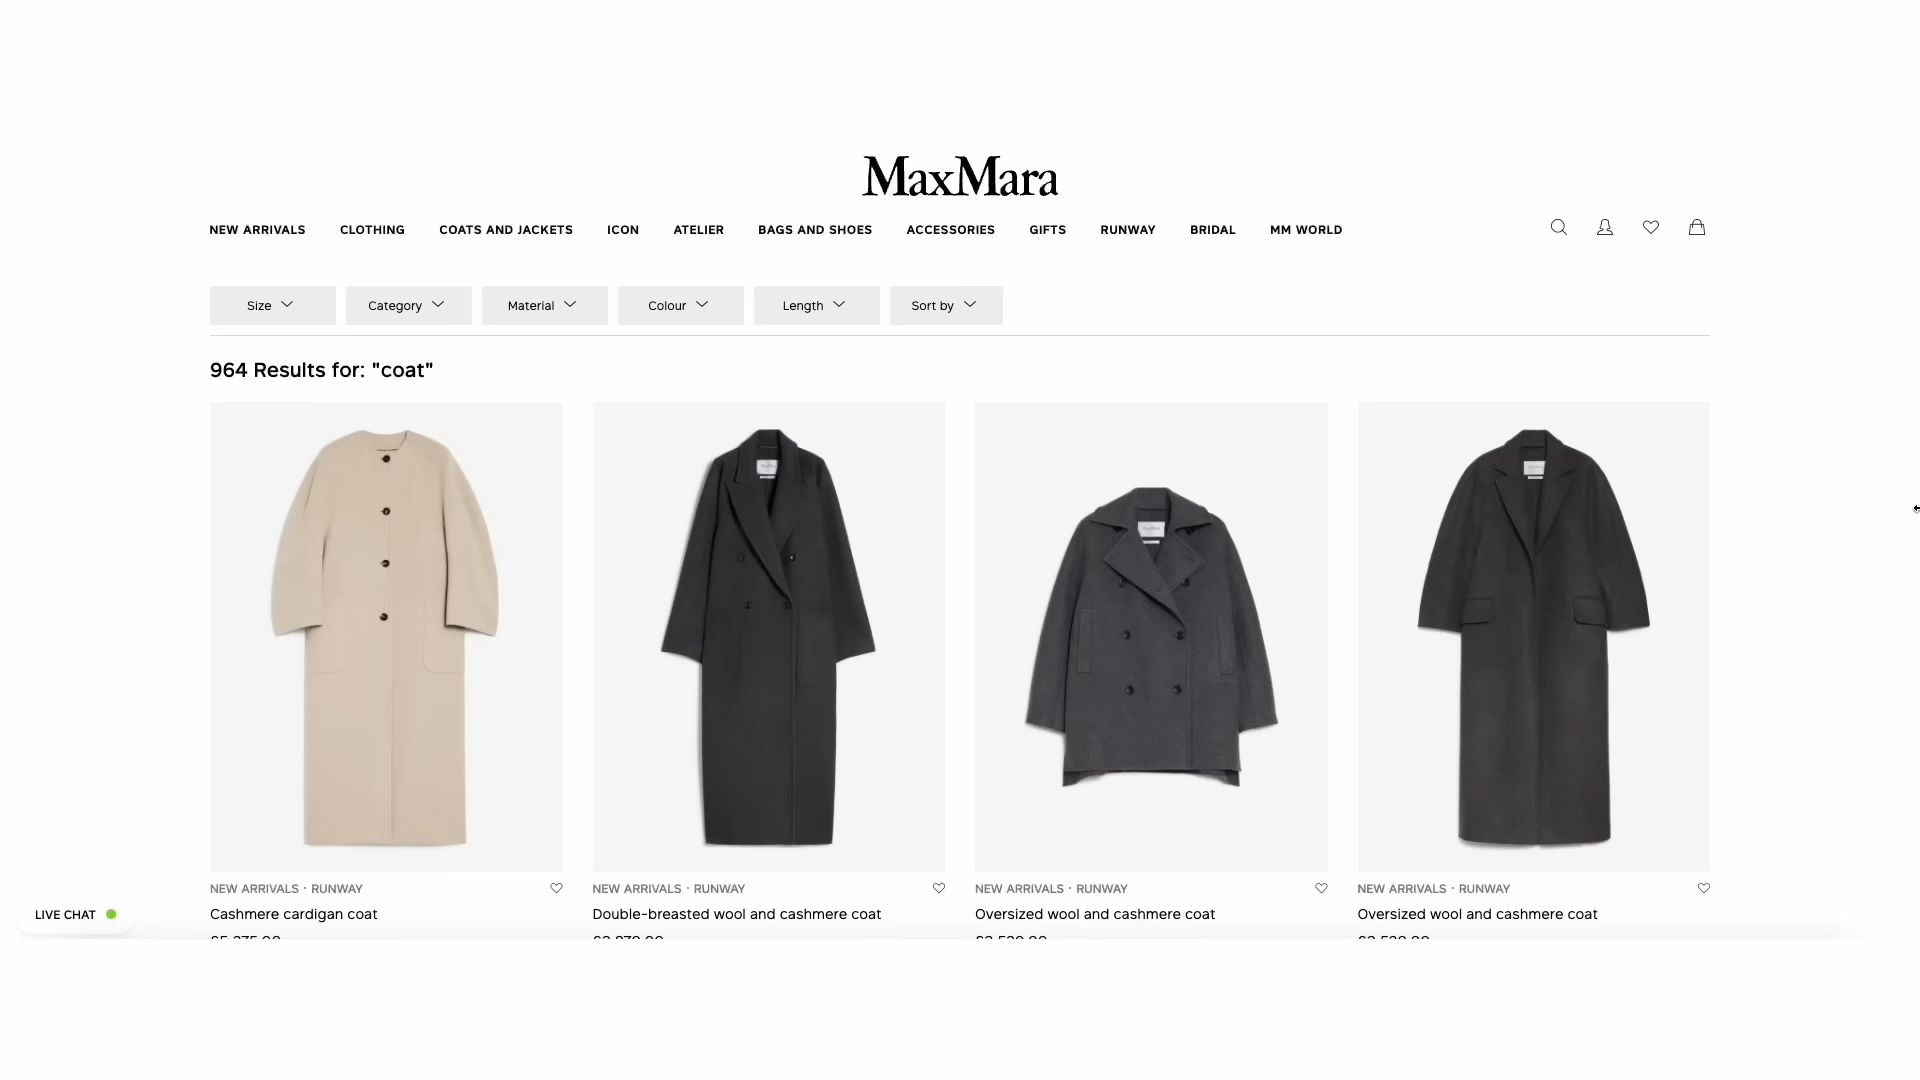 MaxMara
NEW ARRIVALS CLOTHING COATS AND JACKETS ICON ATELIER BAGS AND SHOES ACCESSORIES GIFTS RUNWAY BRIDAL MM WORLD
Size Category Material Colour Length Sort by
964 Results for: "coat"
NEW ARRIVALS · RUNWAY
Cashmere cardigan coat
NEW ARRIVALS · RUNWAY
Double-breasted wool and cashmere coat
NEW ARRIVALS · RUNWAY
Oversized wool and cashmere coat
NEW ARRIVALS · RUNWAY
Oversized wool and cashmere coat
LIVE CHAT